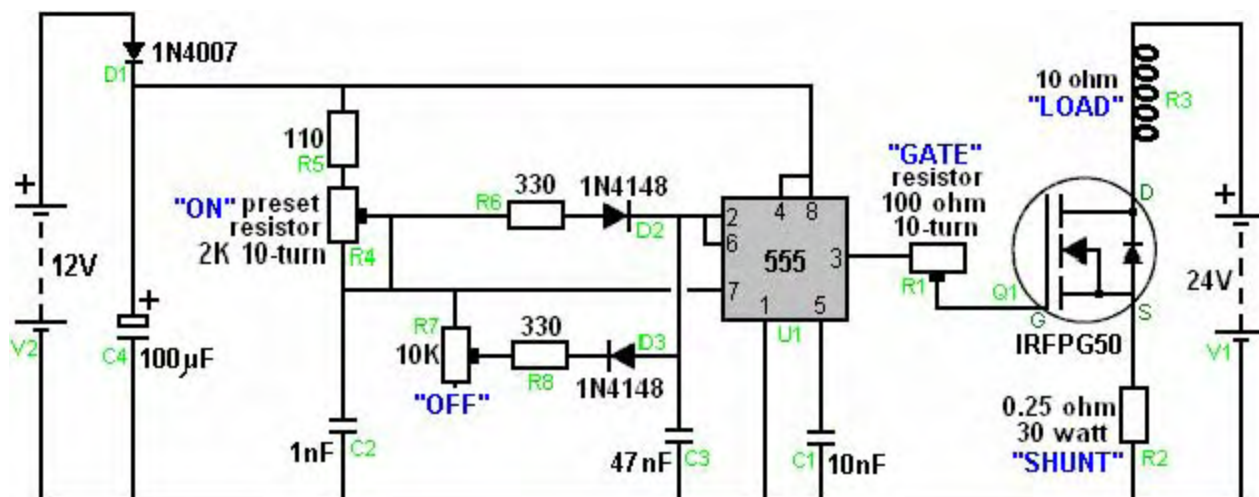 1N4007
D1
+
12V
V2
+
C4
100µF
110
R5
"ON" preset
resistor
2K 10-turn
R4
R6
330
1N4148
D2
R7
10K
"OFF"
330
R8
D3
1N4148
1nF
C2
47nF
C3
2
6
7
4
8
555
3
1
5
U1
C1
10nF
"GATE"
resistor
100 ohm
10-turn
R1
10 ohm
"LOAD"
R3
D
Q1
G
S
IRFPG50
+
24V
V1
0.25 ohm
30 watt
"SHUNT"
R2